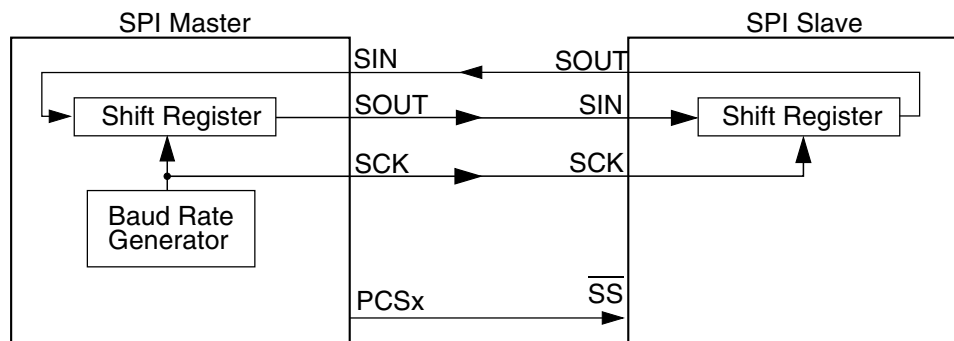 SPI Master
SPI Slave
SIN
SOUT
Shift Register
SOUT
SIN
Shift Register
SCK
SCK
Baud Rate
Generator
PCSx
SS